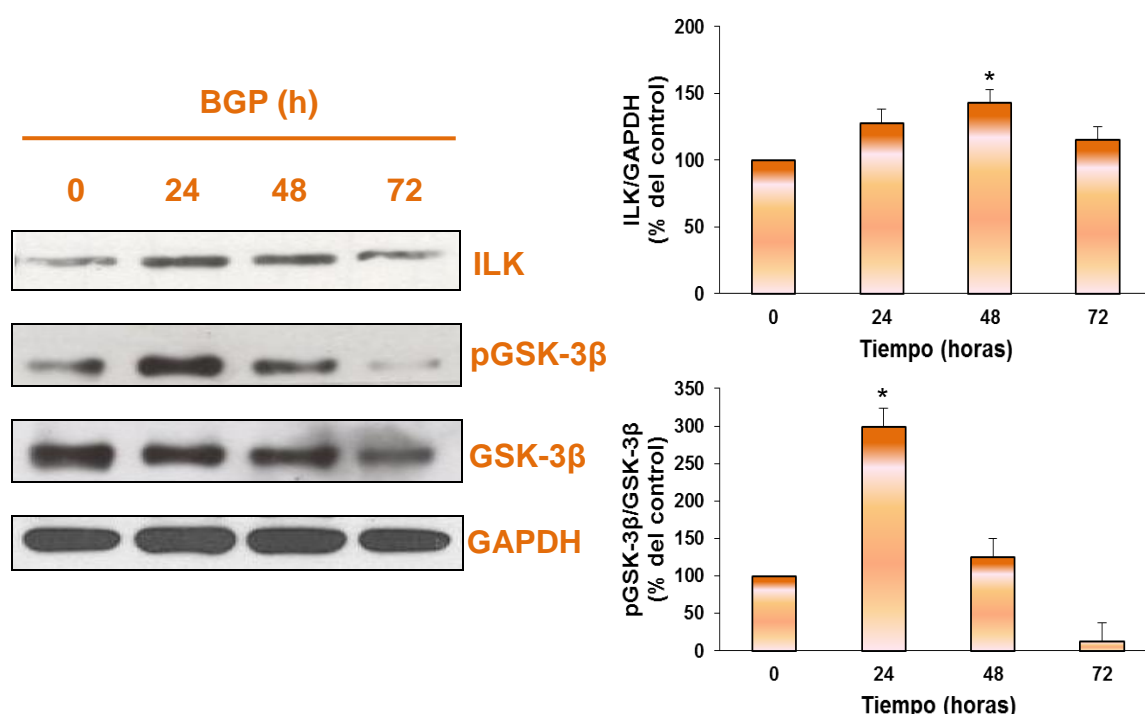 BGP (h)
0 24 48 72
ILK
pGSK-3β
GSK-3β
GAPDH
ILK/GAPDH
(% del control)
200
150
100
50
0
*
0 24 48 72
Tiempo (horas)
pGSK-3β/GSK-3β
(% del control)
350
300
250
200
150
100
50
0
*
0 24 48 72
Tiempo (horas)